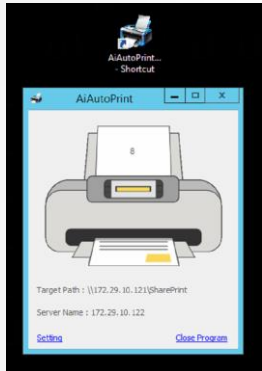 AiAutoPrint...
- Shortcut
AiAutoPrint
8
Target Path : \\172.29.10.121\SharePrint
Server Name : 172.29.10.122
Setting
Close Program